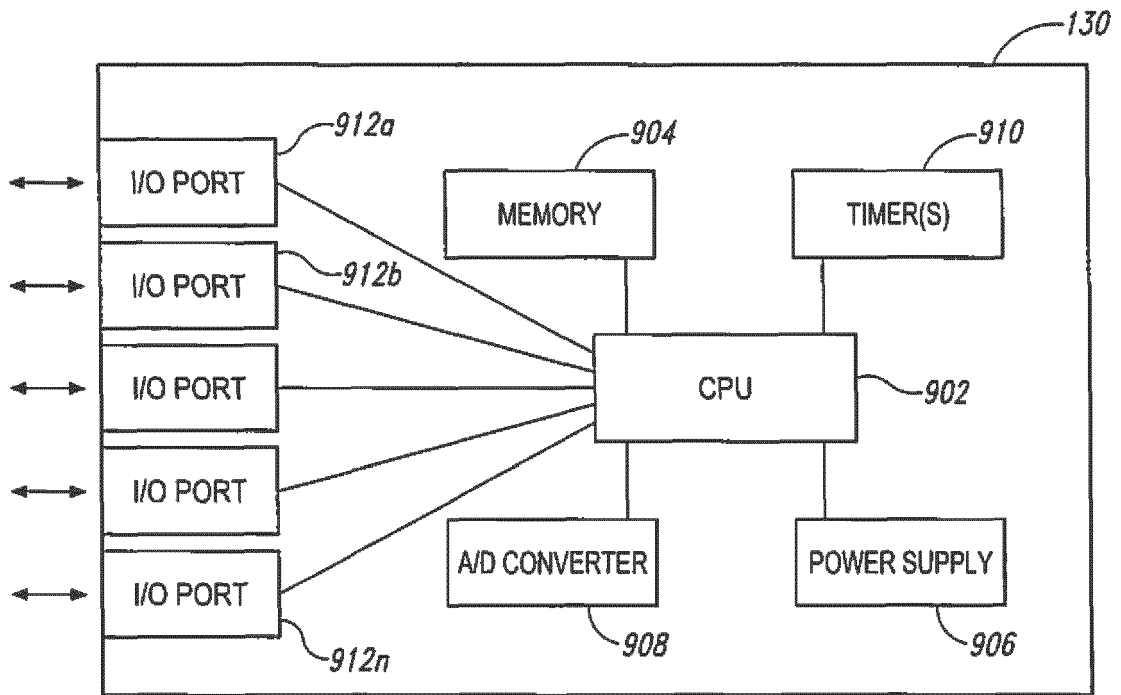 130
912a
904
910
I/O PORT
MEMORY
TIMER(S)
912b
I/O PORT
I/O PORT
CPU
902
I/O PORT
A/D CONVERTER
POWER SUPPLY
I/O PORT
912n
908
906